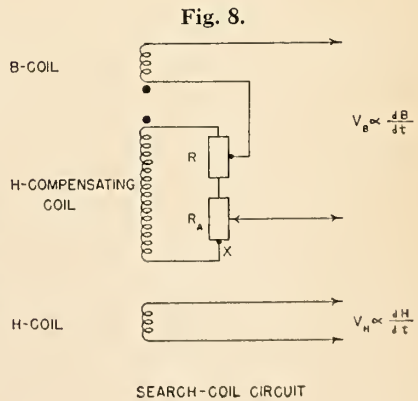 Fig. 8.
B-COIL
V_B ∝ dB/dt
H-COMPENSATING
COIL
R
R_A
X
H-COIL
V_H ∝ dH/dt
SEARCH-COIL CIRCUIT